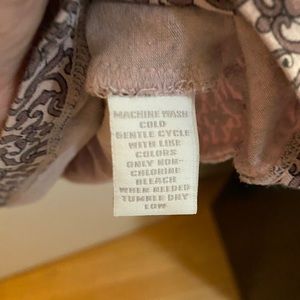 MACHINE WASH
COLD
GENTLE CYCLE
WITH LIKE
COLORS
ONLY NON-
CHLORINE
BLEACH
WHEN NEEDED
TUMBLE DRY
LOW